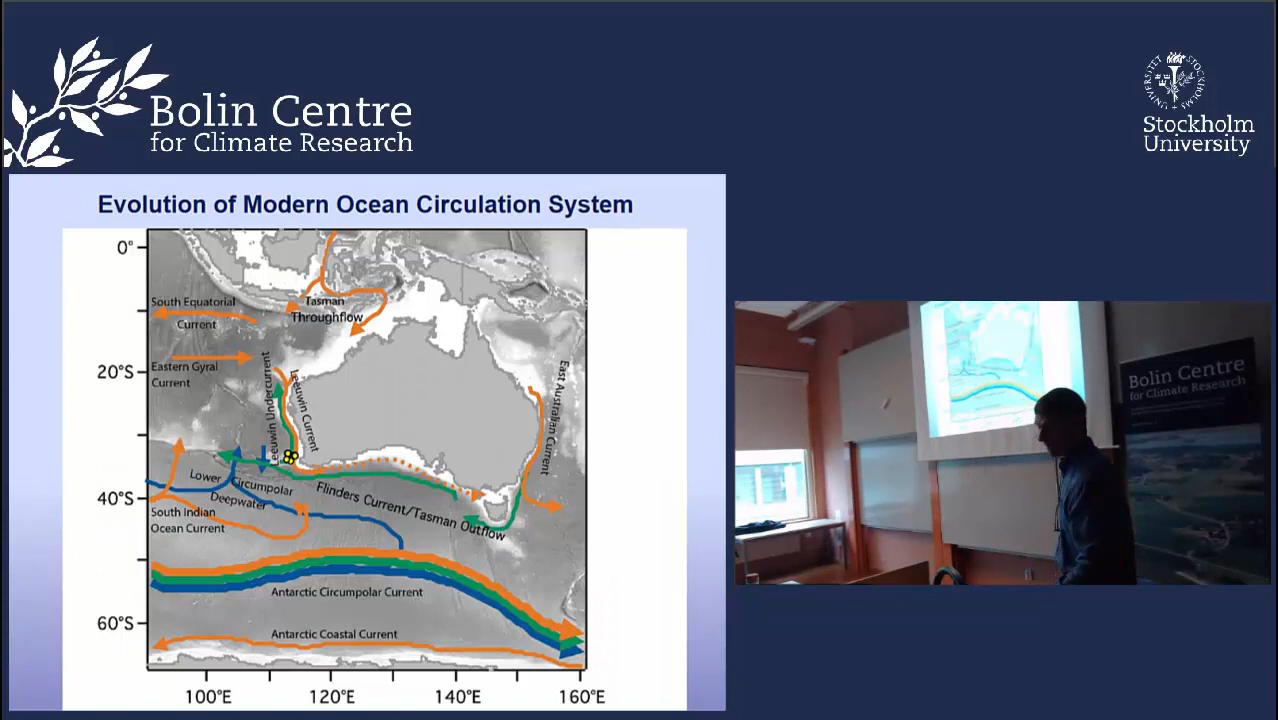 Bolin Centre
for Climate Research
STOCKHOLMS UNIVERSITET
Stockholm
University
Evolution of Modern Ocean Circulation System
0°
20°S
40°S
60°S
100°E
120°E
140°E
160°E
South Equatorial
Current
Tasman
Throughflow
Eastern Gyral
Current
Leeuwin Undercurrent
Leeuwin Current
East Australian Current
Lower Circumpolar
Deepwater
South Indian
Ocean Current
Flinders Current/Tasman Outflow
Antarctic Circumpolar Current
Antarctic Coastal Current
Bolin Centre
for Climate Research